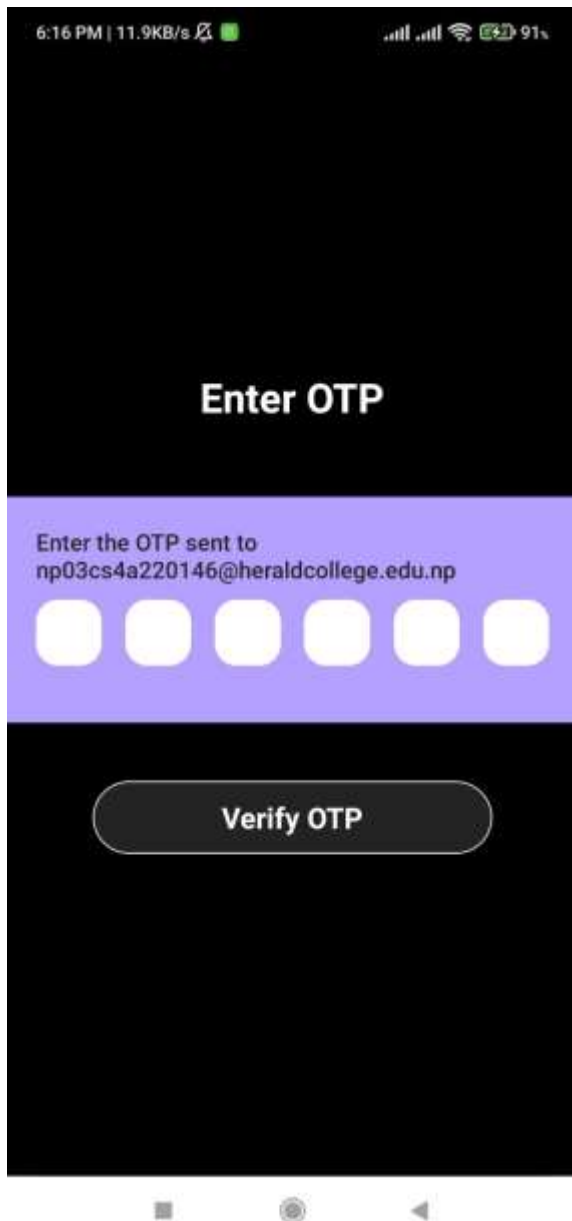 6:16 PM | 11.9KB/s
91%
Enter OTP
Enter the OTP sent to
np03cs4a220146@heraldcollege.edu.np
Verify OTP